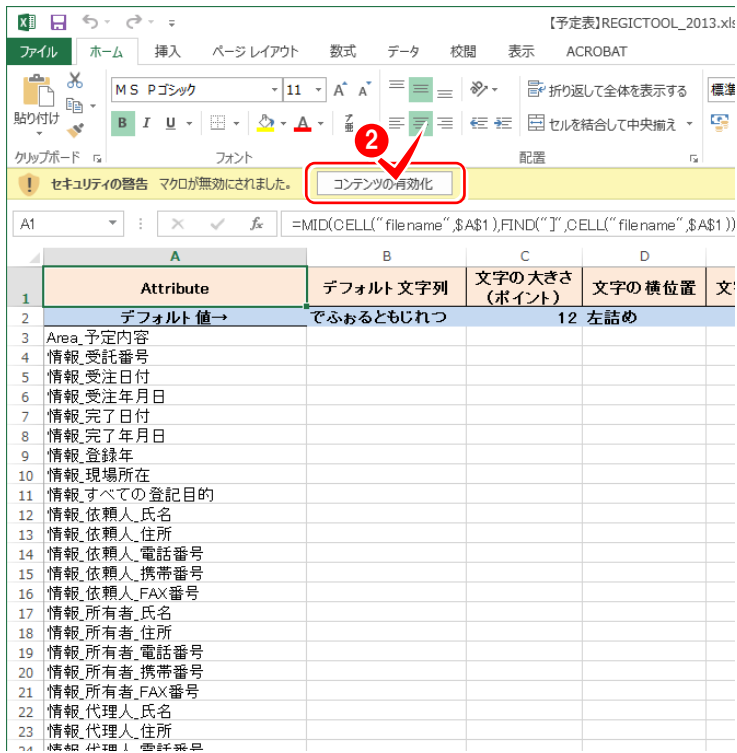 【予定表】REGICTOOL_2013.xls
ファイル ホーム 挿入 ページ レイアウト 数式 データ 校閲 表示 ACROBAT
ＭＳ Ｐゴシック 11 A A 折り返して全体を表示する 標準
貼り付け B I U A セルを結合して中央揃え
クリップボード フォント 配置
2
セキュリティの警告 マクロが無効にされました。 コンテンツの有効化
A1 fx =MID(CELL("filename",$A$1),FIND("]",CELL("filename",$A$1))
A B C D
1 Attribute デフォルト文字列 文字の大きさ(ポイント) 文字の横位置
2 デフォルト値→ でふぉるともじれつ 12 左詰め
3 Area_予定内容
4 情報_受託番号
5 情報_受注日付
6 情報_受注年月日
7 情報_完了日付
8 情報_完了年月日
9 情報_登録年
10 情報_現場所在
11 情報_すべての登記目的
12 情報_依頼人_氏名
13 情報_依頼人_住所
14 情報_依頼人_電話番号
15 情報_依頼人_携帯番号
16 情報_依頼人_FAX番号
17 情報_所有者_氏名
18 情報_所有者_住所
19 情報_所有者_電話番号
20 情報_所有者_携帯番号
21 情報_所有者_FAX番号
22 情報_代理人_氏名
23 情報_代理人_住所
24 情報_代理人_電話番号